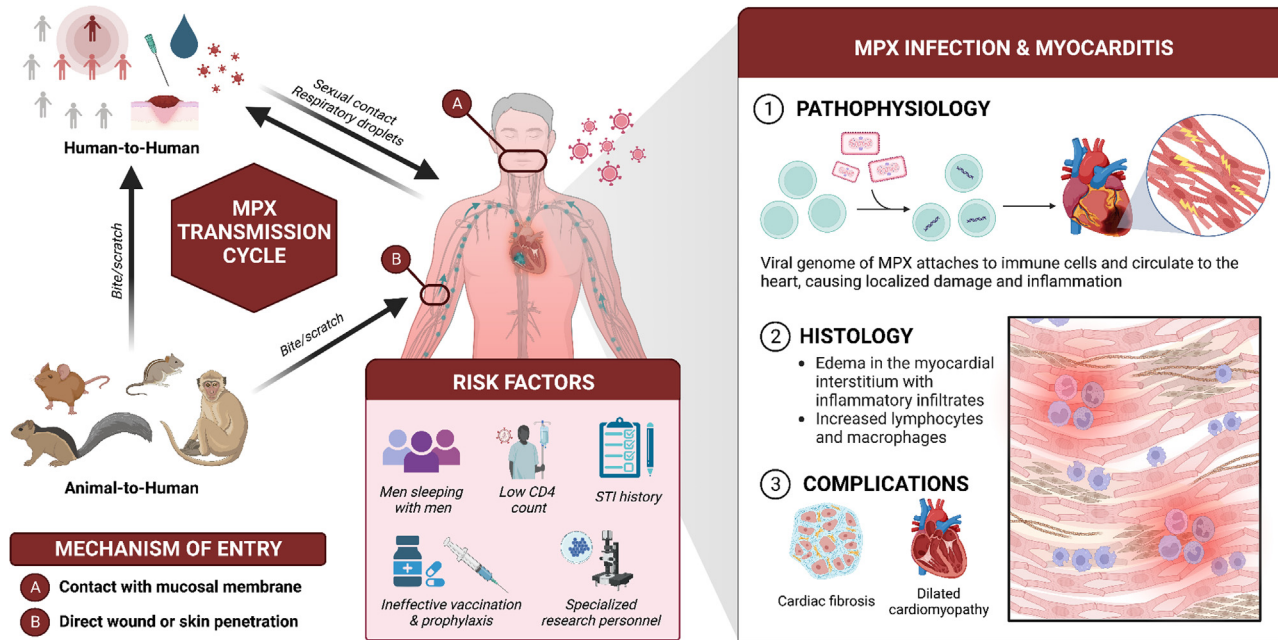 Human-to-Human
Sexual contact
Respiratory droplets
MPX
TRANSMISSION
CYCLE
Bite/scratch
Bite/scratch
Animal-to-Human
A
B
MECHANISM OF ENTRY
A Contact with mucosal membrane
B Direct wound or skin penetration
RISK FACTORS
Men sleeping
with men
Low CD4
count
STI history
Ineffective vaccination
& prophylaxis
Specialized
research personnel
MPX INFECTION & MYOCARDITIS
1 PATHOPHYSIOLOGY
Viral genome of MPX attaches to immune cells and circulate to the
heart, causing localized damage and inflammation
2 HISTOLOGY
• Edema in the myocardial
interstitium with
inflammatory infiltrates
• Increased lymphocytes
and macrophages
3 COMPLICATIONS
Cardiac fibrosis
Dilated
cardiomyopathy